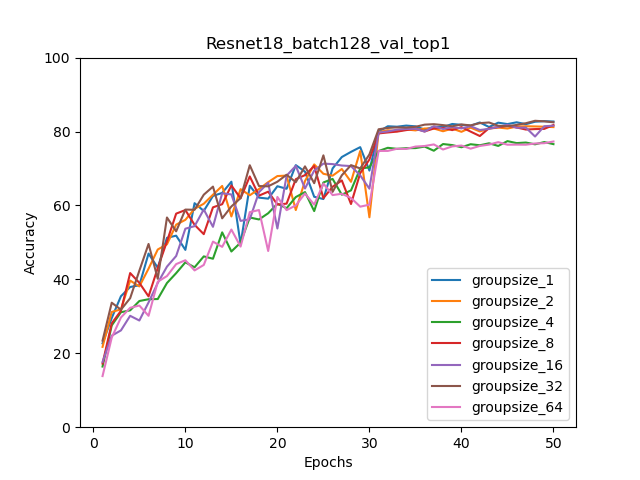 Resnet18_batch128_val_top1
Accuracy
100
80
60
40
20
0
0 10 20 30 40 50
Epochs
groupsize_1
groupsize_2
groupsize_4
groupsize_8
groupsize_16
groupsize_32
groupsize_64